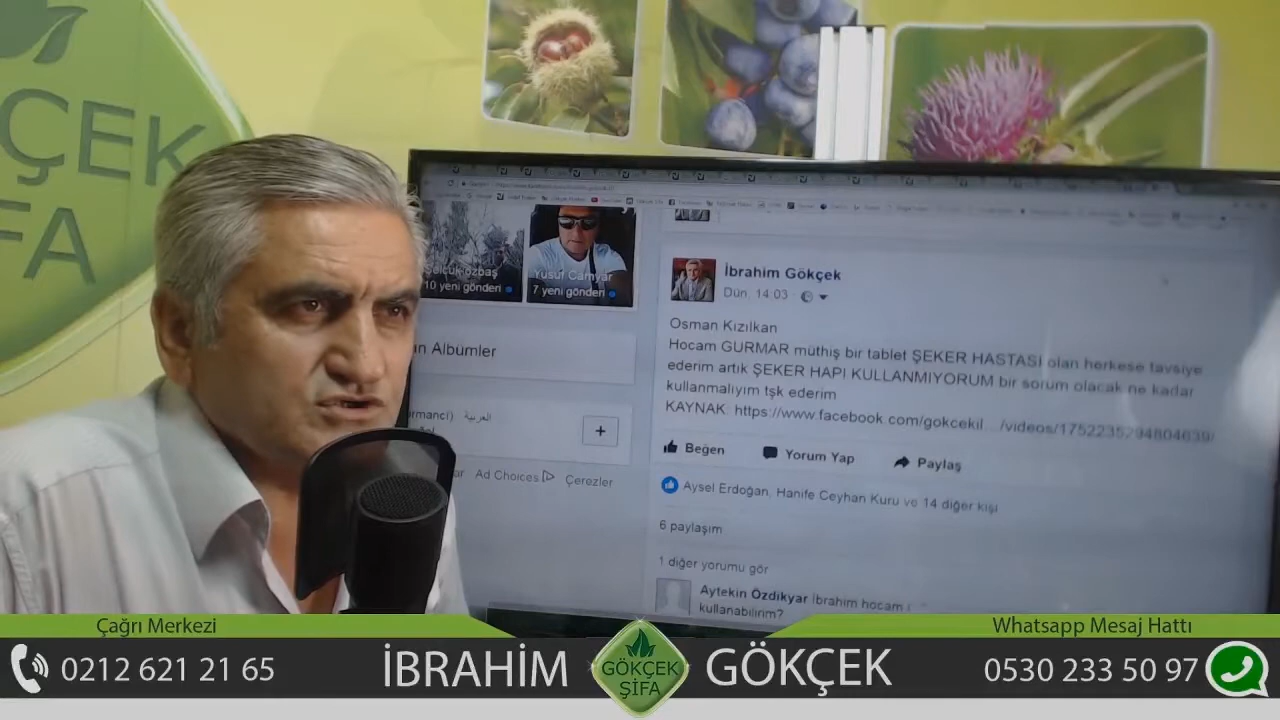 ÇEK
FA
Selçuk özbaş
10 yeni gönderi
Yusuf Camyar
7 yeni gönderi
İbrahim Gökçek
Dün, 14:03
Osman Kızılkan
Hocam GURMAR müthiş bir tablet ŞEKER HASTASI olan herkese tavsiye
ederim artık ŞEKER HAPI KULLANMIYORUM bir sorum olacak ne kadar
kullanmalıyım tşk ederim
KAYNAK: https://www.facebook.com/gokcekil.../videos/1752235294804639/
Albümler
العربية
+
Ad Choices
Çerezler
Beğen Yorum Yap Paylaş
Aysel Erdoğan, Hanife Ceyhan Kuru ve 14 diğer kişi
6 paylaşım
1 diğer yorumu gör
Aytekin Özdikyar İbrahim hocam
kullanabilirim?
Çağrı Merkezi
0212 621 21 65
İBRAHİM
GÖKÇEK
ŞİFA
GÖKÇEK
Whatsapp Mesaj Hattı
0530 233 50 97